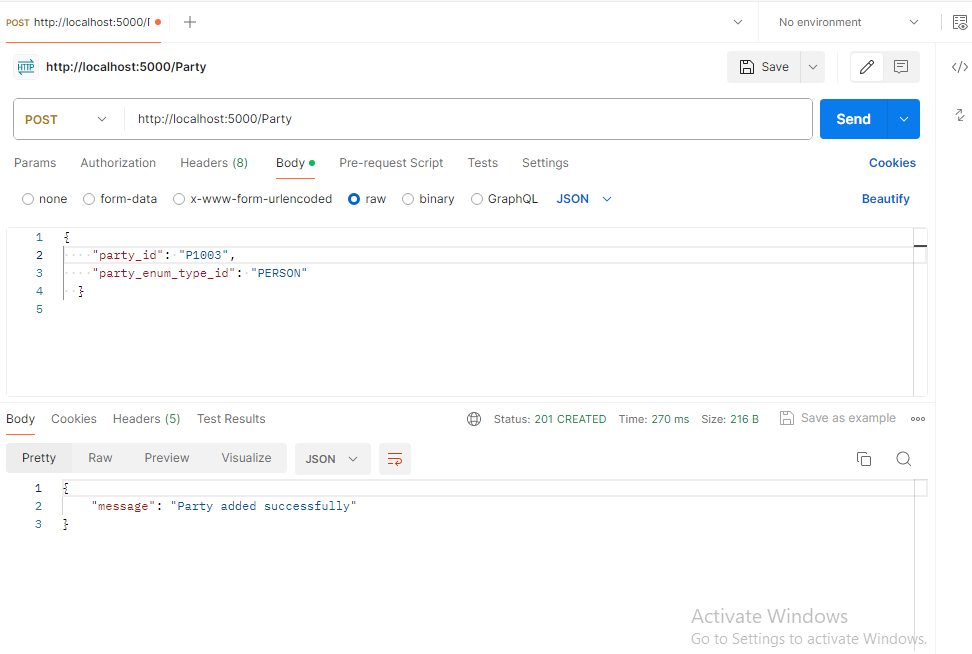 POST http://localhost:5000/
No environment
HTTP http://localhost:5000/Party
Save
POST http://localhost:5000/Party
Send
Params Authorization Headers (8) Body Pre-request Script Tests Settings Cookies
none form-data x-www-form-urlencoded raw binary GraphQL JSON Beautify
1 {
2 "party_id": "P1003",
3 "party_enum_type_id": "PERSON"
4 }
5
Body Cookies Headers (5) Test Results Status: 201 CREATED Time: 270 ms Size: 216 B Save as example
Pretty Raw Preview Visualize JSON
1 {
2 "message": "Party added successfully"
3 }
Activate Windows
Go to Settings to activate Windows.